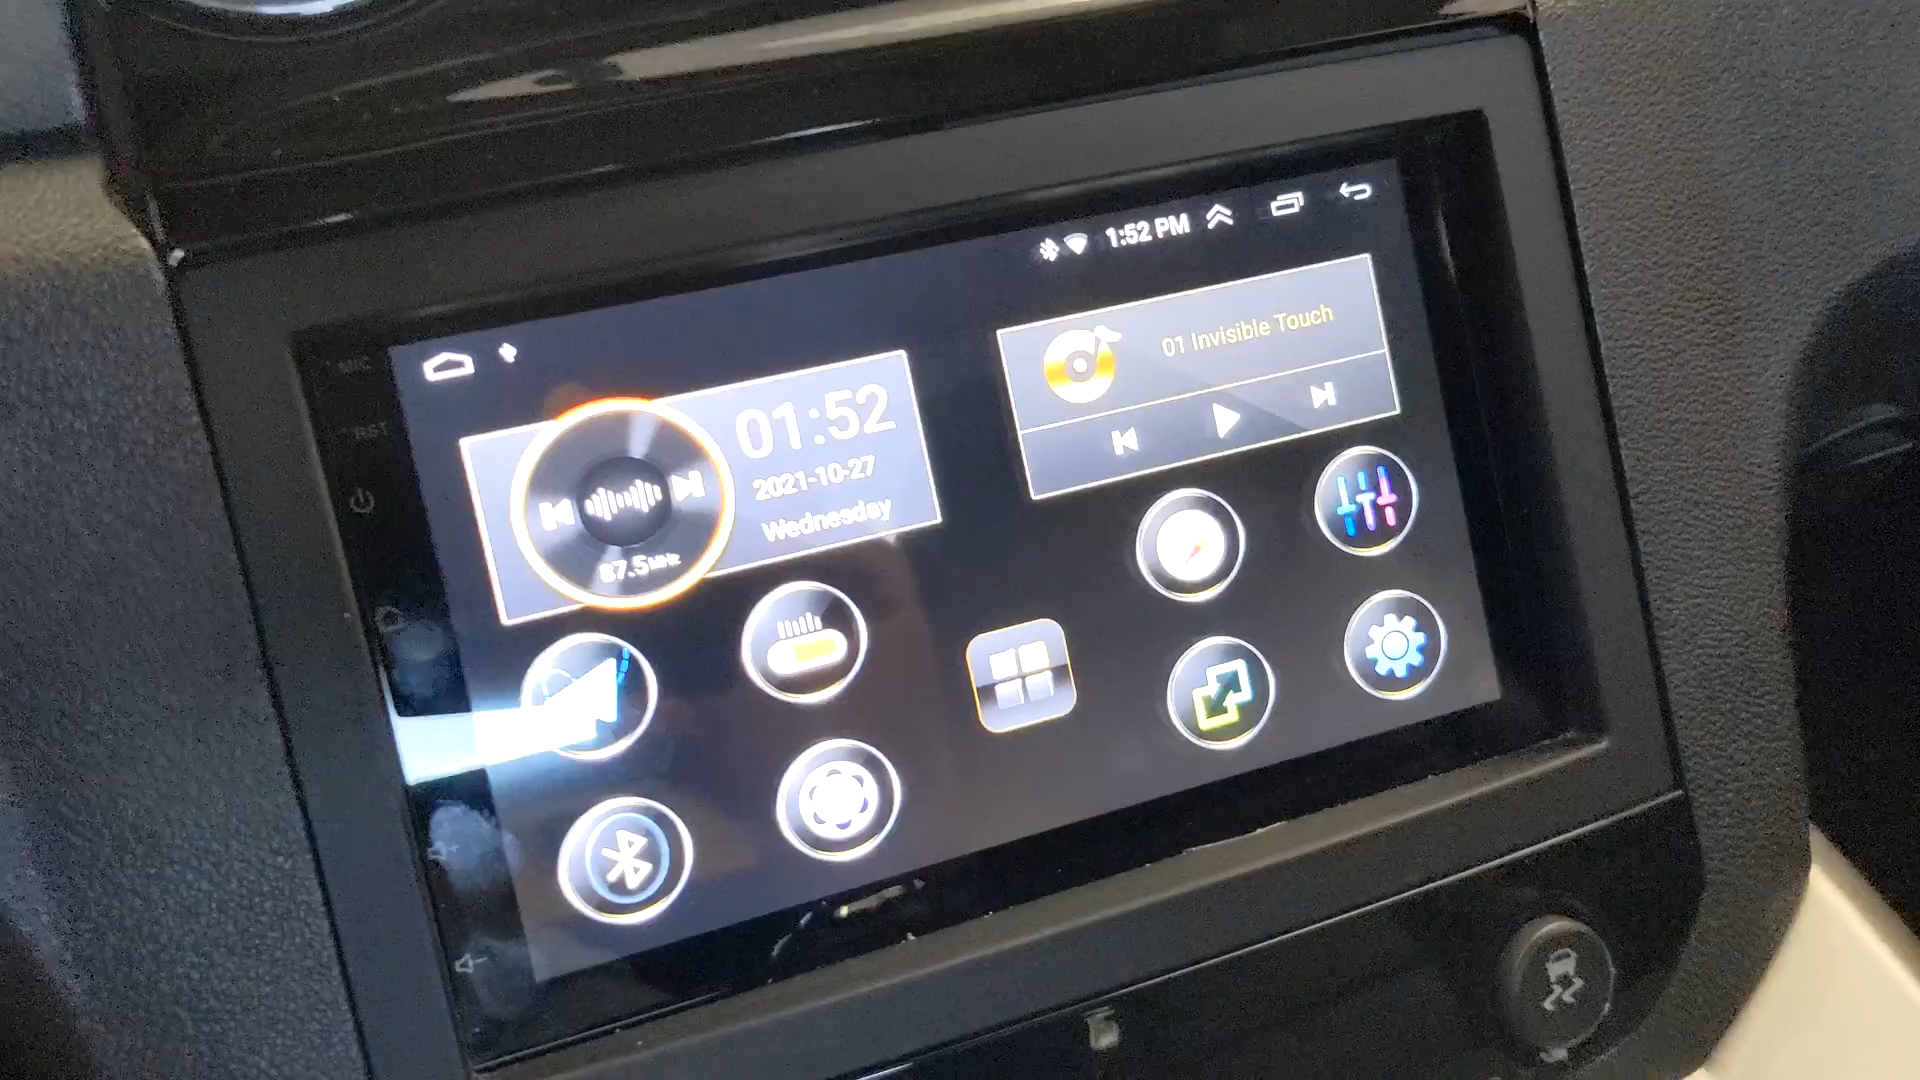 1:52 PM
MIC
RST
01:52
2021-10-27
Wednesday
87.5MHz
01 Invisible Touch